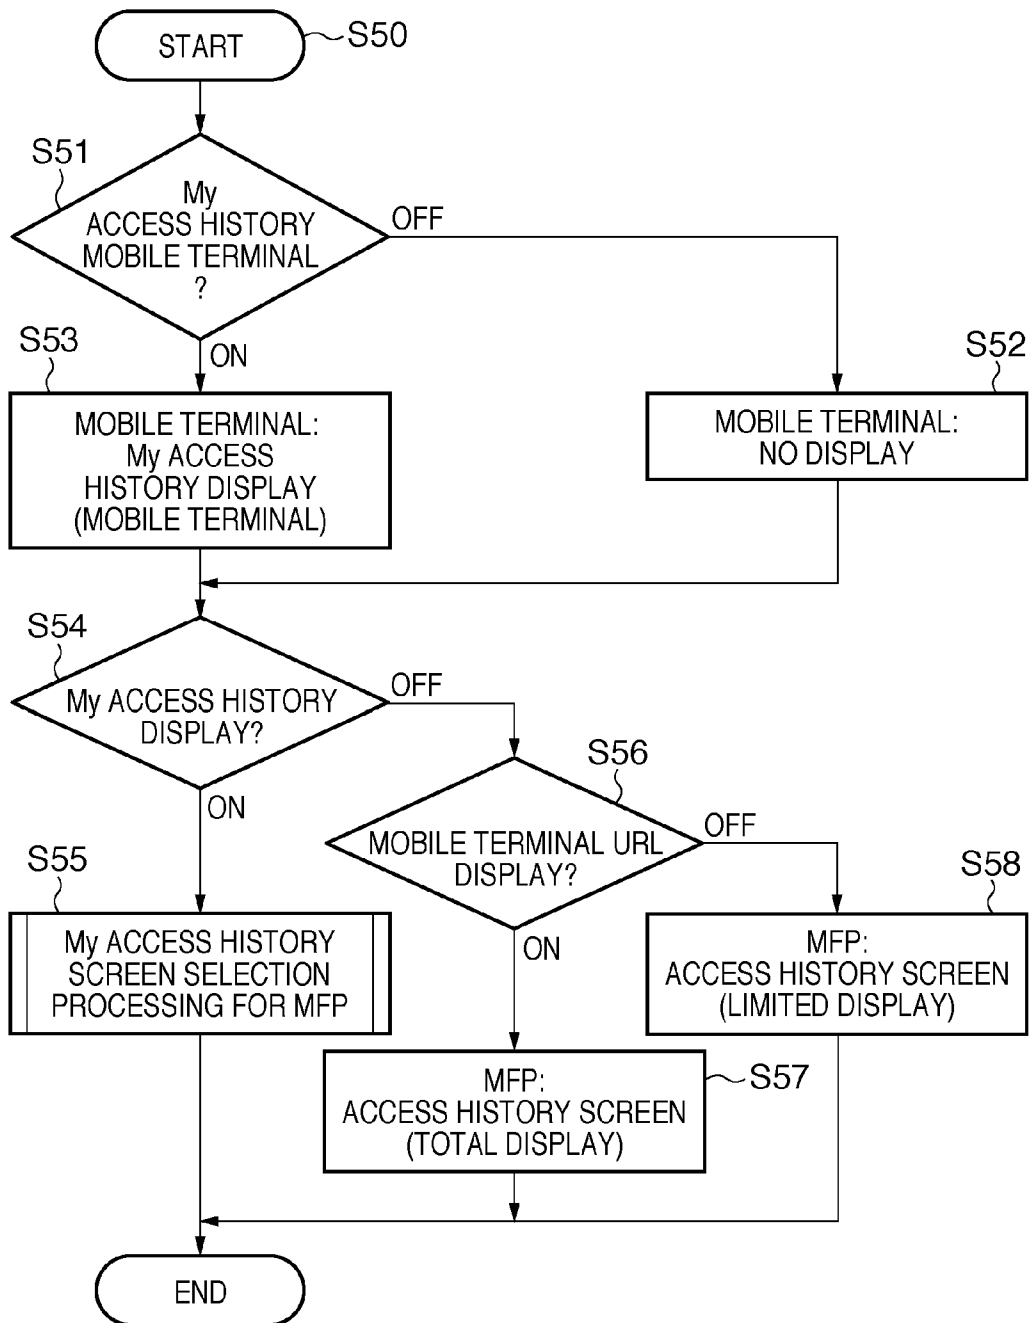 START
S50
S51
My
ACCESS HISTORY
MOBILE TERMINAL
?
OFF
ON
S53
MOBILE TERMINAL:
My ACCESS
HISTORY DISPLAY
(MOBILE TERMINAL)
S52
MOBILE TERMINAL:
NO DISPLAY
S54
My ACCESS HISTORY
DISPLAY?
OFF
ON
S56
MOBILE TERMINAL URL
DISPLAY?
OFF
ON
S55
My ACCESS HISTORY
SCREEN SELECTION
PROCESSING FOR MFP
S58
MFP:
ACCESS HISTORY SCREEN
(LIMITED DISPLAY)
MFP:
ACCESS HISTORY SCREEN
(TOTAL DISPLAY)
S57
END